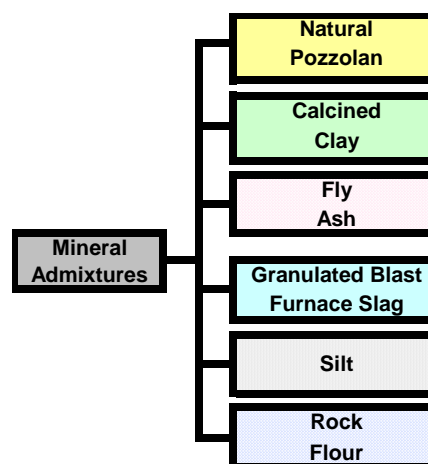 Natural
Pozzolan
Calcined
Clay
Fly
Ash
Mineral
Admixtures
Granulated Blast
Furnace Slag
Silt
Rock
Flour